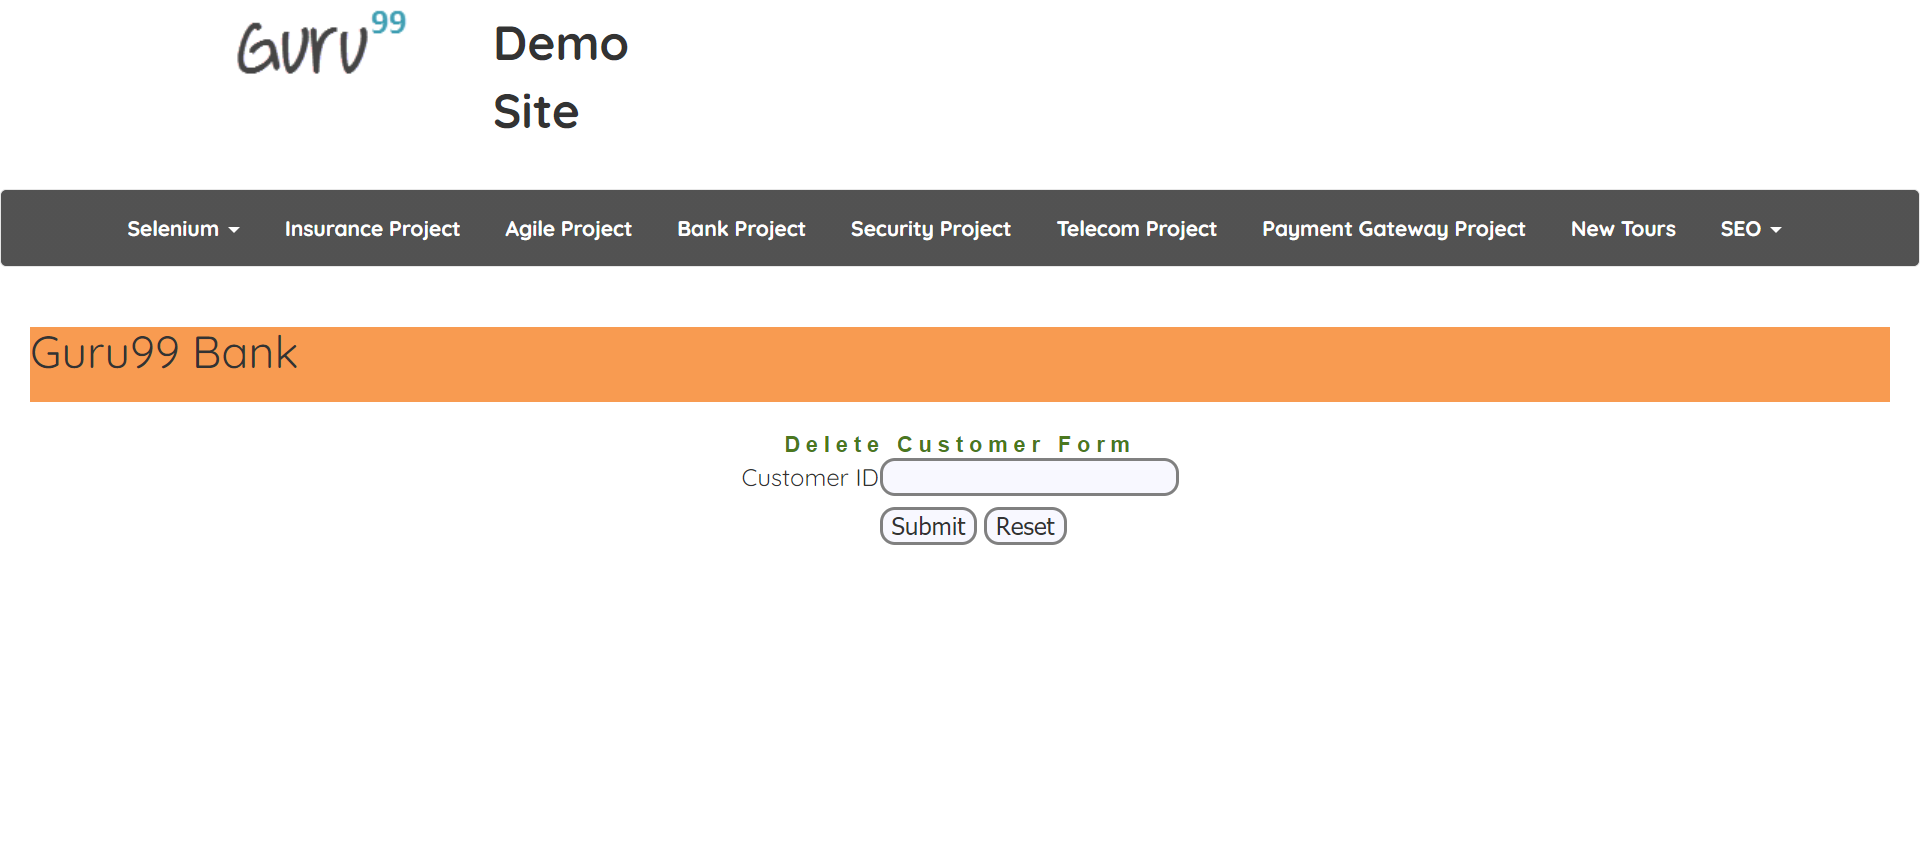 Guru99
Demo
Site
Selenium
Insurance Project
Agile Project
Bank Project
Security Project
Telecom Project
Payment Gateway Project
New Tours
SEO
Guru99 Bank
Delete Customer Form
Customer ID
Submit
Reset